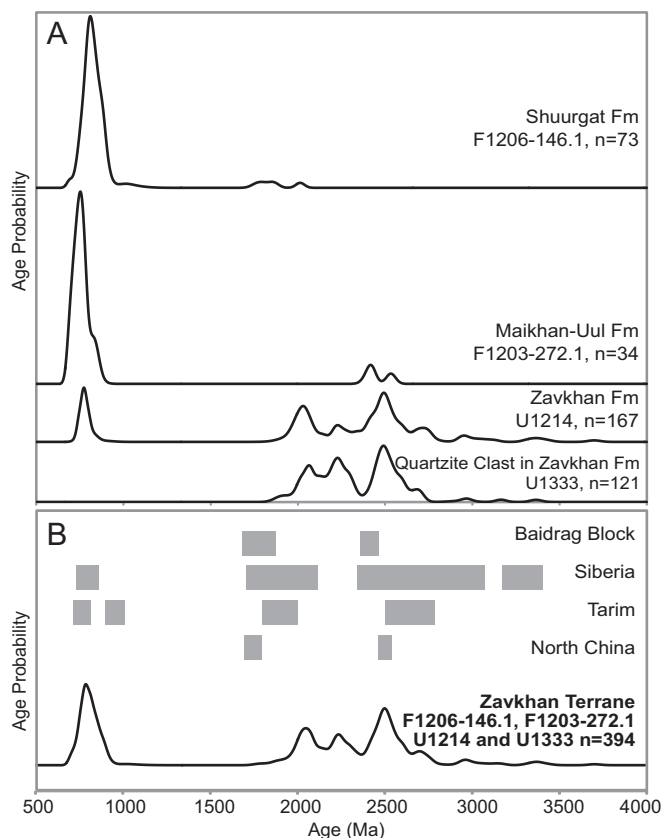 A
Shuurgat Fm
F1206-146.1, n=73
Age Probability
Maikhan-Uul Fm
F1203-272.1, n=34
Zavkhan Fm
U1214, n=167
Quartzite Clast in Zavkhan Fm
U1333, n=121
B
Baidrag Block
Siberia
Tarim
North China
Age Probability
Zavkhan Terrane
F1206-146.1, F1203-272.1
U1214 and U1333 n=394
500 1000 1500 2000 2500 3000 3500 4000
Age (Ma)